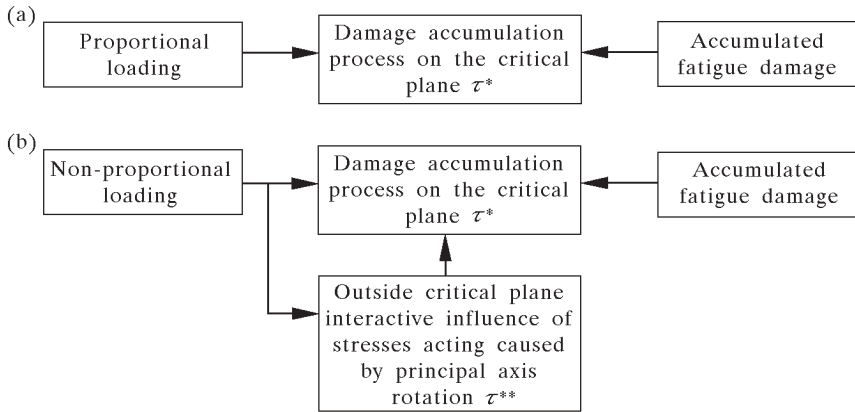 (a)
Proportional
loading
Damage accumulation
process on the critical
plane τ*
Accumulated
fatigue damage
(b)
Non-proportional
loading
Damage accumulation
process on the critical
plane τ*
Accumulated
fatigue damage
Outside critical plane
interactive influence of
stresses acting caused
by principal axis
rotation τ**